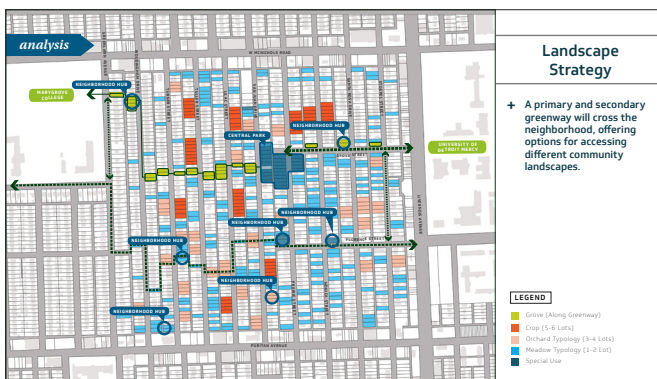 analysis
W MCNICHOLS ROAD
NEIGHBORHOOD HUB
MARYGROVE
COLLEGE
CENTRAL PARK
NEIGHBORHOOD HUB
UNIVERSITY OF
DETROIT MERCY
NEIGHBORHOOD HUB
NEIGHBORHOOD HUB
FLORENCE STREET
NEIGHBORHOOD HUB
NEIGHBORHOOD HUB
NEIGHBORHOOD HUB
PURITAN AVENUE
Landscape
Strategy
+ A primary and secondary
greenway will cross the
neighborhood, offering
options for accessing
different community
landscapes.
LEGEND
Grove (Along Greenway)
Crop (5-6 Lots)
Orchard Typology (3-4 Lots)
Meadow Typology (1-2 Lot)
Special Use